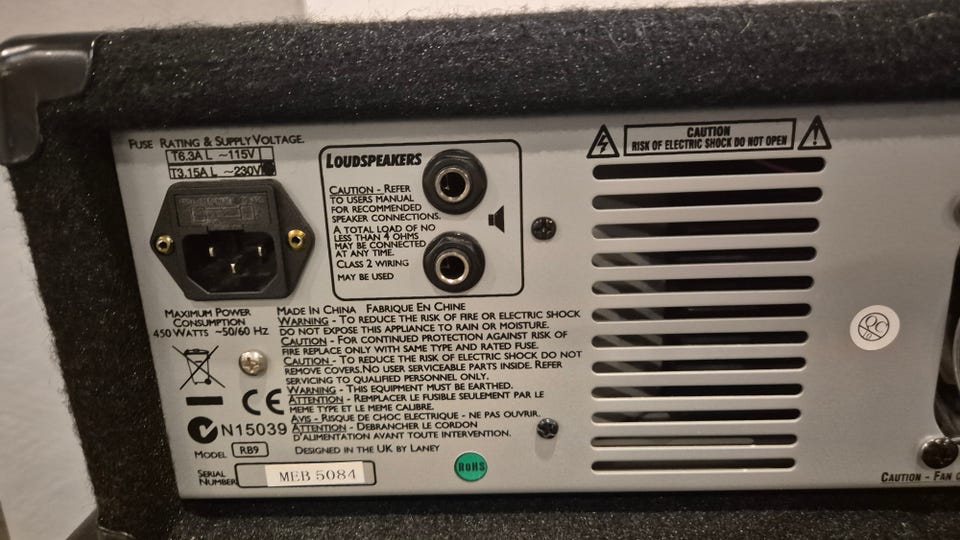 FUSE RATING & SUPPLY VOLTAGE.
T6.3A L ~115V
T3.15A L ~230V
LOUDSPEAKERS
CAUTION - REFER
TO USERS MANUAL
FOR RECOMMENDED
SPEAKER CONNECTIONS.
A TOTAL LOAD OF NO
LESS THAN 4 OHMS
MAY BE CONNECTED
AT ANY TIME.
CLASS 2 WIRING
MAY BE USED
CAUTION
RISK OF ELECTRIC SHOCK DO NOT OPEN
MAXIMUM POWER
CONSUMPTION
450 WATTS ~50/60 HZ
MADE IN CHINA FABRIQUE EN CHINE
WARNING - TO REDUCE THE RISK OF FIRE OR ELECTRIC SHOCK
DO NOT EXPOSE THIS APPLIANCE TO RAIN OR MOISTURE.
CAUTION - FOR CONTINUED PROTECTION AGAINST RISK OF
FIRE REPLACE ONLY WITH SAME TYPE AND RATED FUSE.
CAUTION - TO REDUCE THE RISK OF ELECTRIC SHOCK DO NOT
REMOVE COVERS.NO USER SERVICEABLE PARTS INSIDE. REFER
SERVICING TO QUALIFIED PERSONNEL ONLY.
WARNING - THIS EQUIPMENT MUST BE EARTHED.
ATTENTION - REMPLACER LE FUSIBLE SEULEMENT PAR LE
MEME TYPE ET LE MEME CALIBRE.
AVIS - RISQUE DE CHOC ELECTRIQUE - NE PAS OUVRIR.
ATTENTION - DEBRANCHER LE CORDON
D'ALIMENTATION AVANT TOUTE INTERVENTION.
CE
N15039
MODEL RB9
DESIGNED IN THE UK BY LANEY
SERIAL
NUMBER MEB 5084
RoHS
QC
CAUTION - FAN